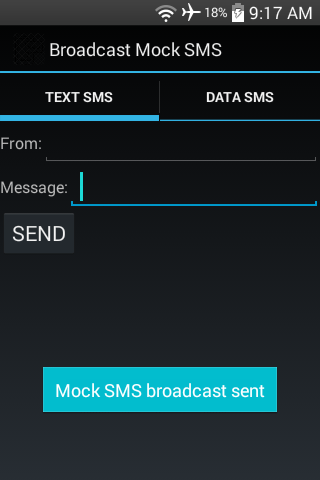 18% 9:17 AM
Broadcast Mock SMS
TEXT SMS DATA SMS
From:
Message:
SEND
Mock SMS broadcast sent